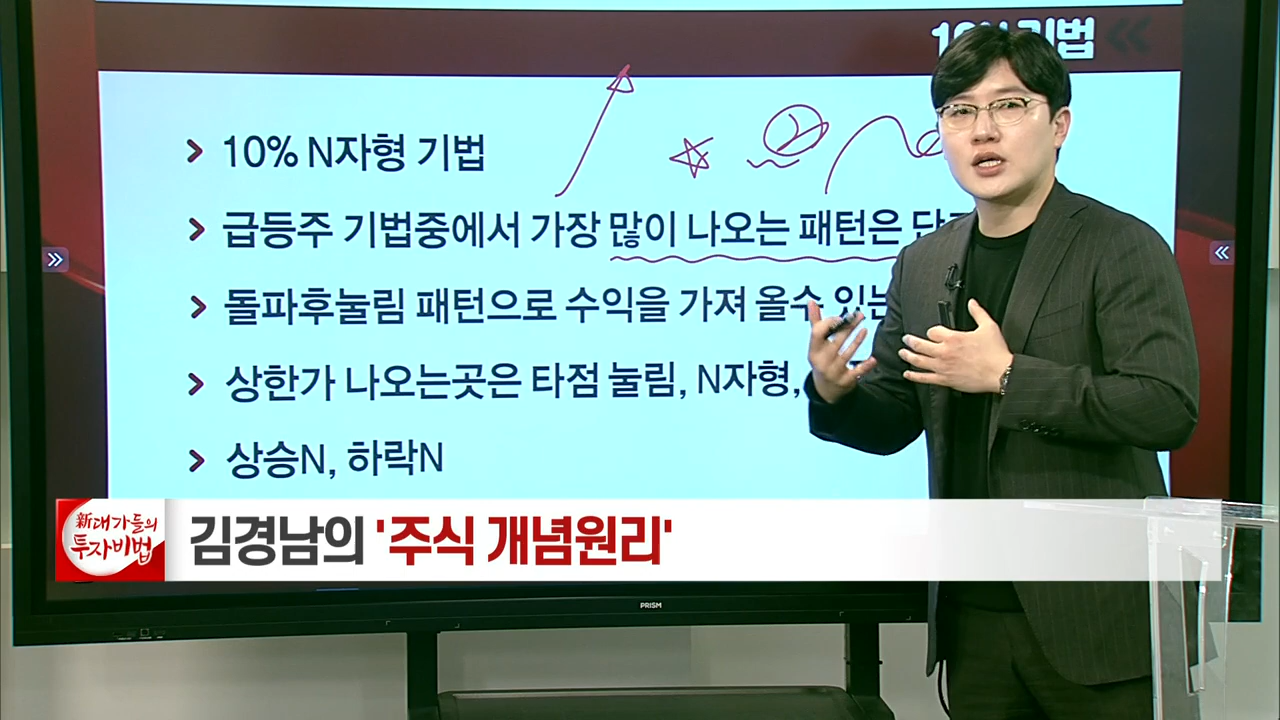 기법
10% N자형 기법
급등주 기법중에서 가장 많이 나오는 패턴은
돌파후눌림 패턴으로 수익을 가져 올수
상한가 나오는곳은 타점 눌림, N자형,
상승N, 하락N
新대가들의
투자비법
김경남의 '주식 개념원리'
PRISM